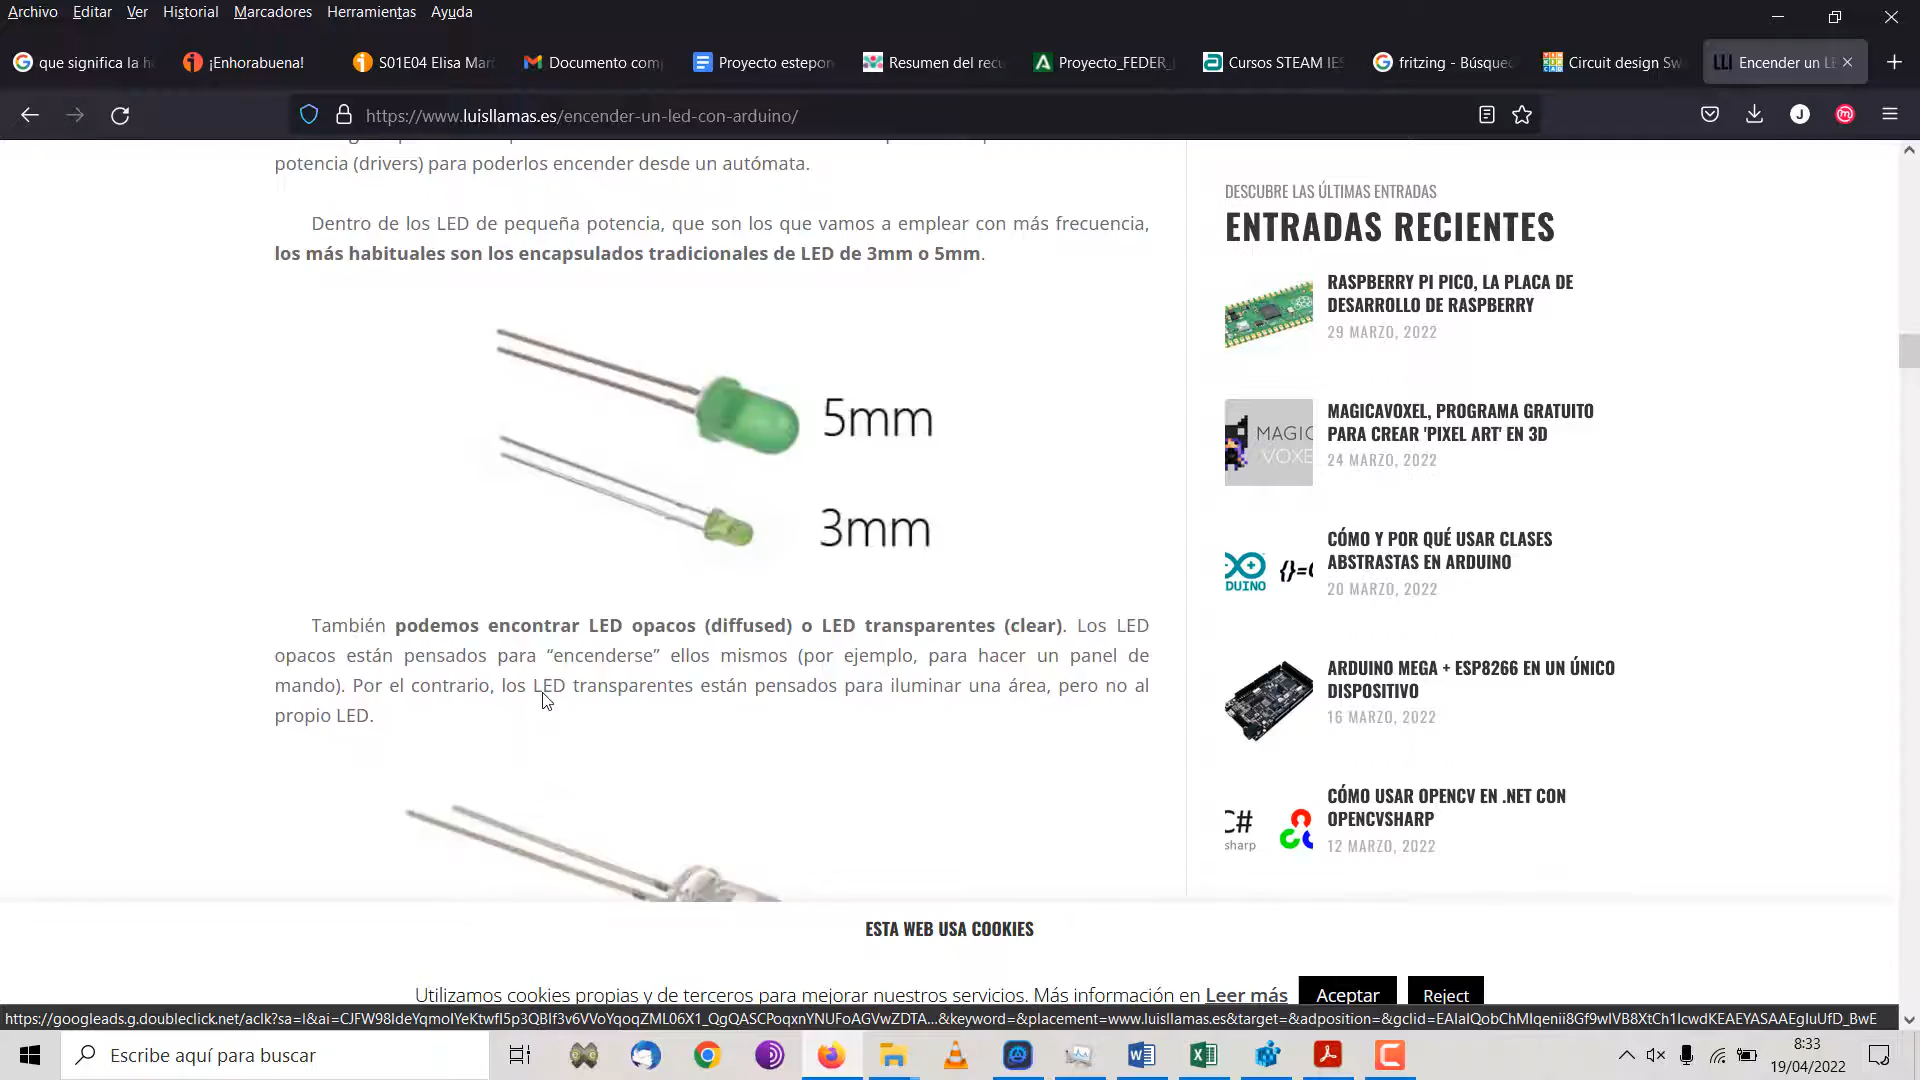 Archivo Editar Ver Historial Marcadores Herramientas Ayuda
que significa la h
¡Enhorabuena!
S01E04 Elisa Mar
Documento com
Proyecto estepon
Resumen del recu
Proyecto_FEDER_
Cursos STEAM IES
fritzing - Búsqued
Circuit design Sw
Encender un LE
https://www.luisllamas.es/encender-un-led-con-arduino/
potencia (drivers) para poderlos encender desde un autómata.
Dentro de los LED de pequeña potencia, que son los que vamos a emplear con más frecuencia,
los más habituales son los encapsulados tradicionales de LED de 3mm o 5mm.
5mm
3mm
También podemos encontrar LED opacos (diffused) o LED transparentes (clear). Los LED
opacos están pensados para “encenderse” ellos mismos (por ejemplo, para hacer un panel de
mando). Por el contrario, los LED transparentes están pensados para iluminar una área, pero no al
propio LED.
DESCUBRE LAS ÚLTIMAS ENTRADAS
ENTRADAS RECIENTES
RASPBERRY PI PICO, LA PLACA DE
DESARROLLO DE RASPBERRY
29 MARZO, 2022
MAGIC
VOXE
MAGICAVOXEL, PROGRAMA GRATUITO
PARA CREAR 'PIXEL ART' EN 3D
24 MARZO, 2022
DUINO
{}=
CÓMO Y POR QUÉ USAR CLASES
ABSTRASTAS EN ARDUINO
20 MARZO, 2022
ARDUINO MEGA + ESP8266 EN UN ÚNICO
DISPOSITIVO
16 MARZO, 2022
C#
sharp
CÓMO USAR OPENCV EN .NET CON
OPENCVSHARP
12 MARZO, 2022
ESTA WEB USA COOKIES
Utilizamos cookies propias y de terceros para mejorar nuestros servicios. Más información en Leer más
Aceptar
Reject
Escribe aquí para buscar
8:33
19/04/2022